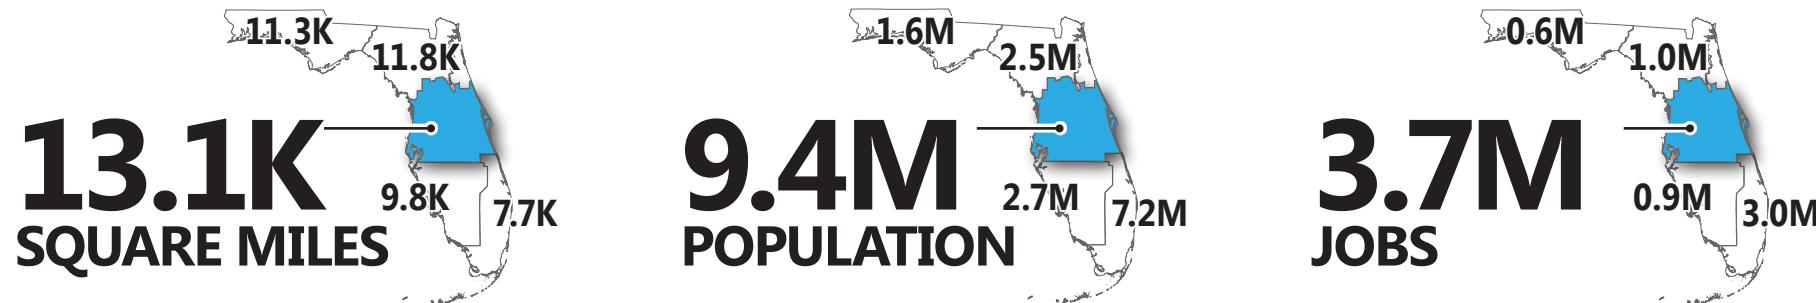 11.3K
11.8K
13.1K
9.8K
7.7K
SQUARE MILES
1.6M
2.5M
9.4M
2.7M
7.2M
POPULATION
0.6M
1.0M
3.7M
0.9M
3.0M
JOBS